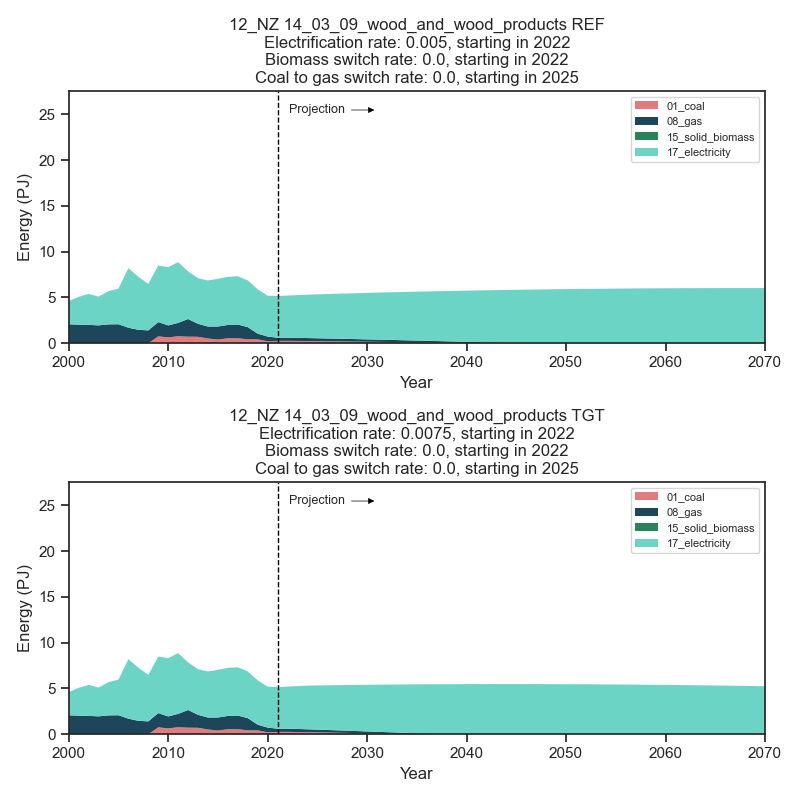 12_NZ 14_03_09_wood_and_wood_products REF
Electrification rate: 0.005, starting in 2022
Biomass switch rate: 0.0, starting in 2022
Coal to gas switch rate: 0.0, starting in 2025
Projection
01_coal
08_gas
15_solid_biomass
17_electricity
Energy (PJ)
25
20
15
10
5
0
2000 2010 2020 2030 2040 2050 2060 2070
Year
12_NZ 14_03_09_wood_and_wood_products TGT
Electrification rate: 0.0075, starting in 2022
Biomass switch rate: 0.0, starting in 2022
Coal to gas switch rate: 0.0, starting in 2025
Projection
01_coal
08_gas
15_solid_biomass
17_electricity
Energy (PJ)
25
20
15
10
5
0
2000 2010 2020 2030 2040 2050 2060 2070
Year